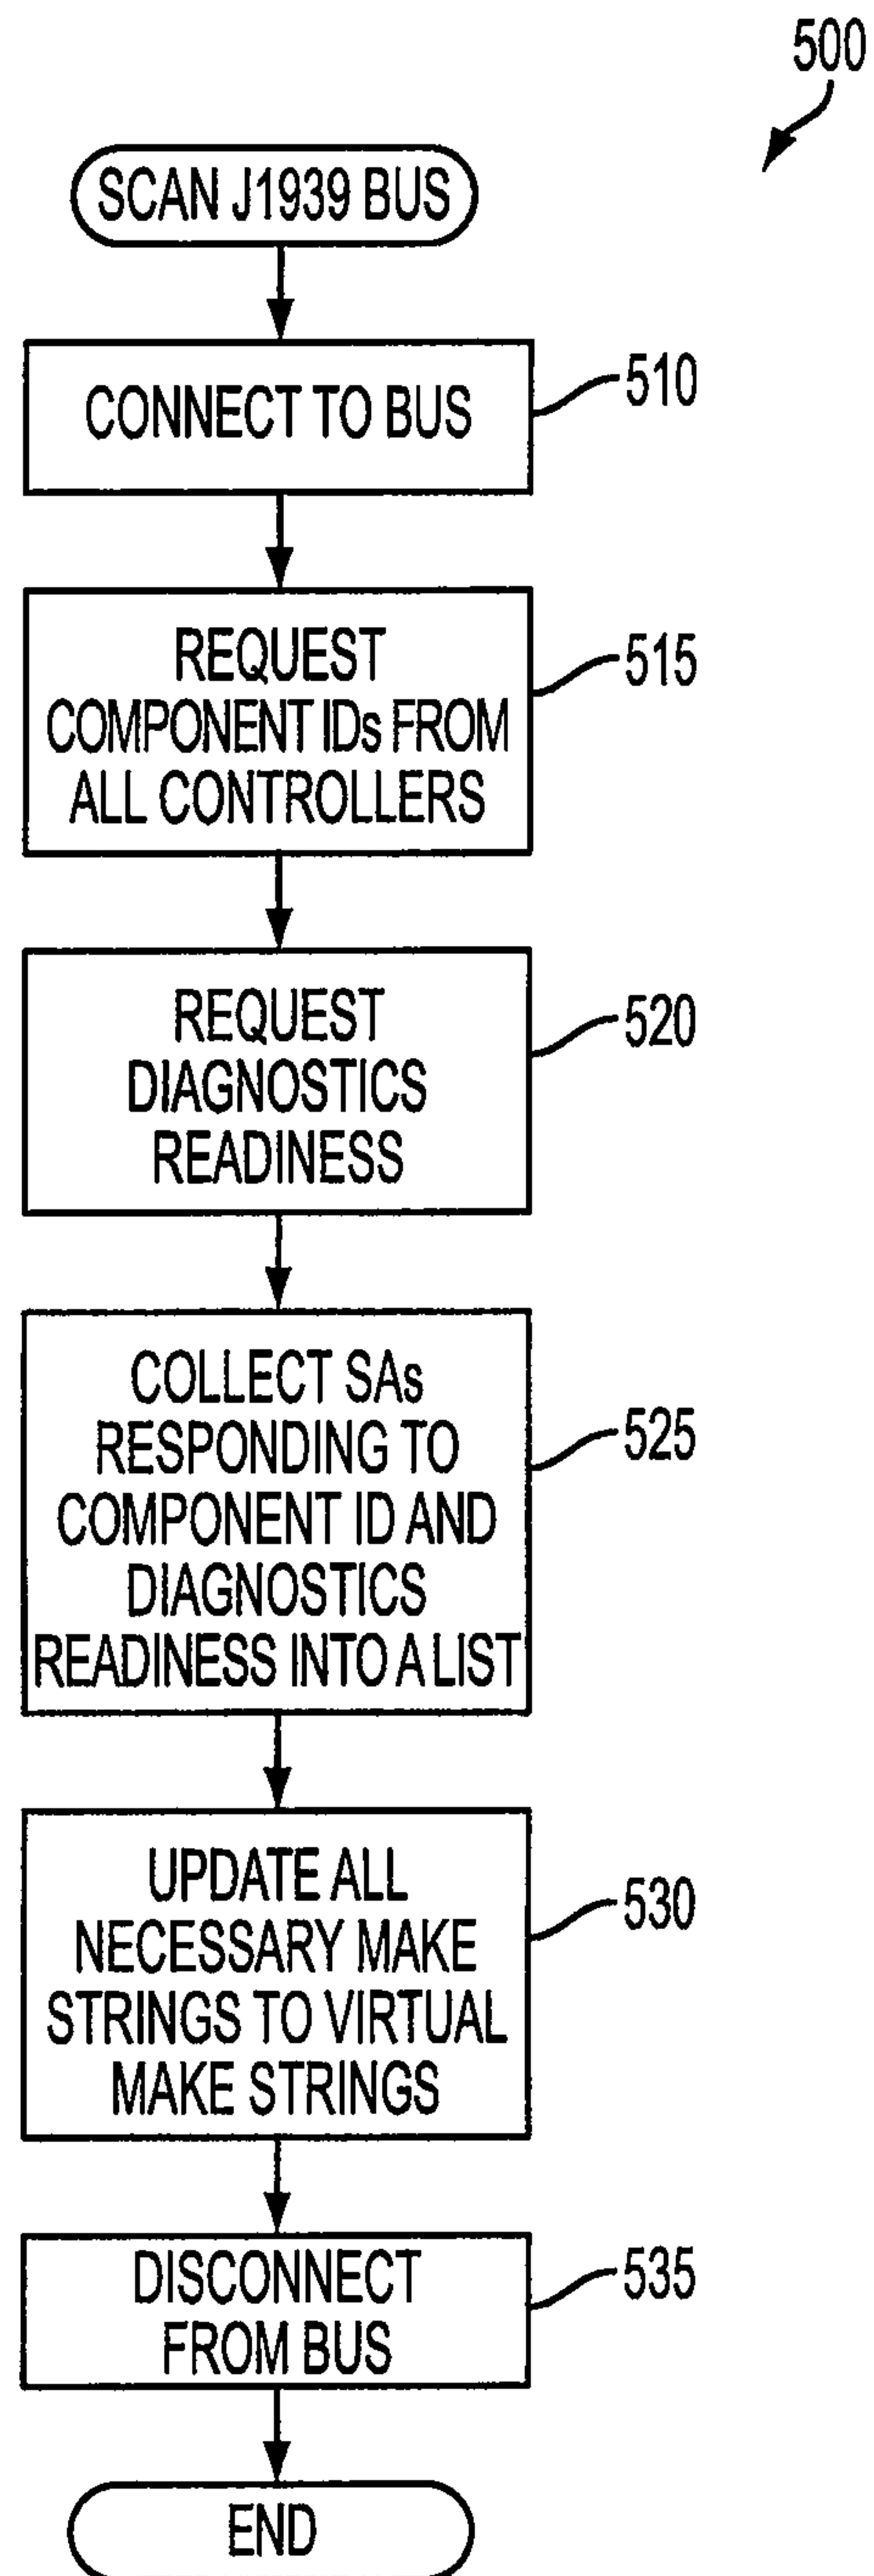 500
SCAN J1939 BUS
CONNECT TO BUS
510
REQUEST
COMPONENT IDs FROM
ALL CONTROLLERS
515
REQUEST
DIAGNOSTICS
READINESS
520
COLLECT SAs
RESPONDING TO
COMPONENT ID AND
DIAGNOSTICS
READINESS INTO A LIST
525
UPDATE ALL
NECESSARY MAKE
STRINGS TO VIRTUAL
MAKE STRINGS
530
DISCONNECT
FROM BUS
535
END